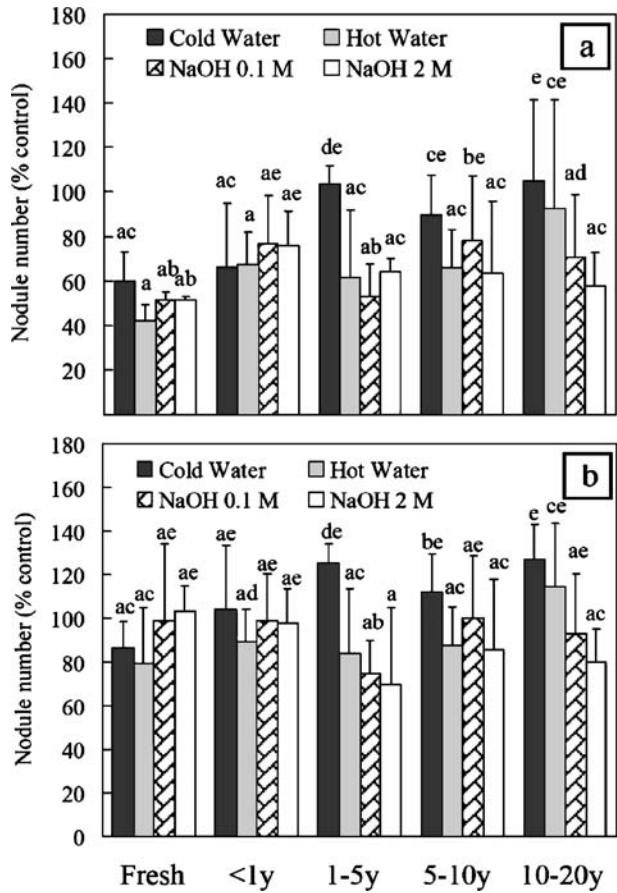 180
160
140
120
100
80
60
40
20
Nodule number (% control)
Cold Water Hot Water
NaOH 0.1 M NaOH 2 M
a
ac a ab ab
ac a ae ae
de ac ab ac
ce ac be ac
e ce ad ac
180
160
140
120
100
80
60
40
20
0
Nodule number (% control)
Cold Water Hot Water
NaOH 0.1 M NaOH 2 M
b
ac ac ae ae
ae ad ae ae
de ac ab a
be ac ae ac
e ce ae ac
Fresh <1y 1-5y 5-10y 10-20y